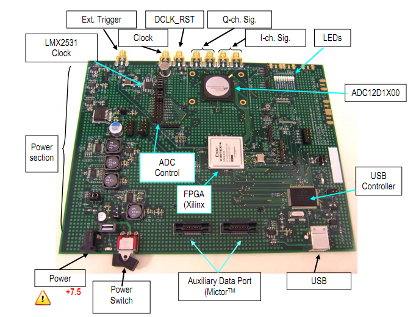 Ext. Trigger
DCLK_RST
Q-ch. Sig.
Clock
I-ch. Sig.
LEDs
LMX2531
Clock
ADC12D1X00
Power
section
ADC
Control
FPGA
(Xilinx
USB
Controller
Power
+7.5
Power
Switch
Auxiliary Data Port
(Mictor™
USB